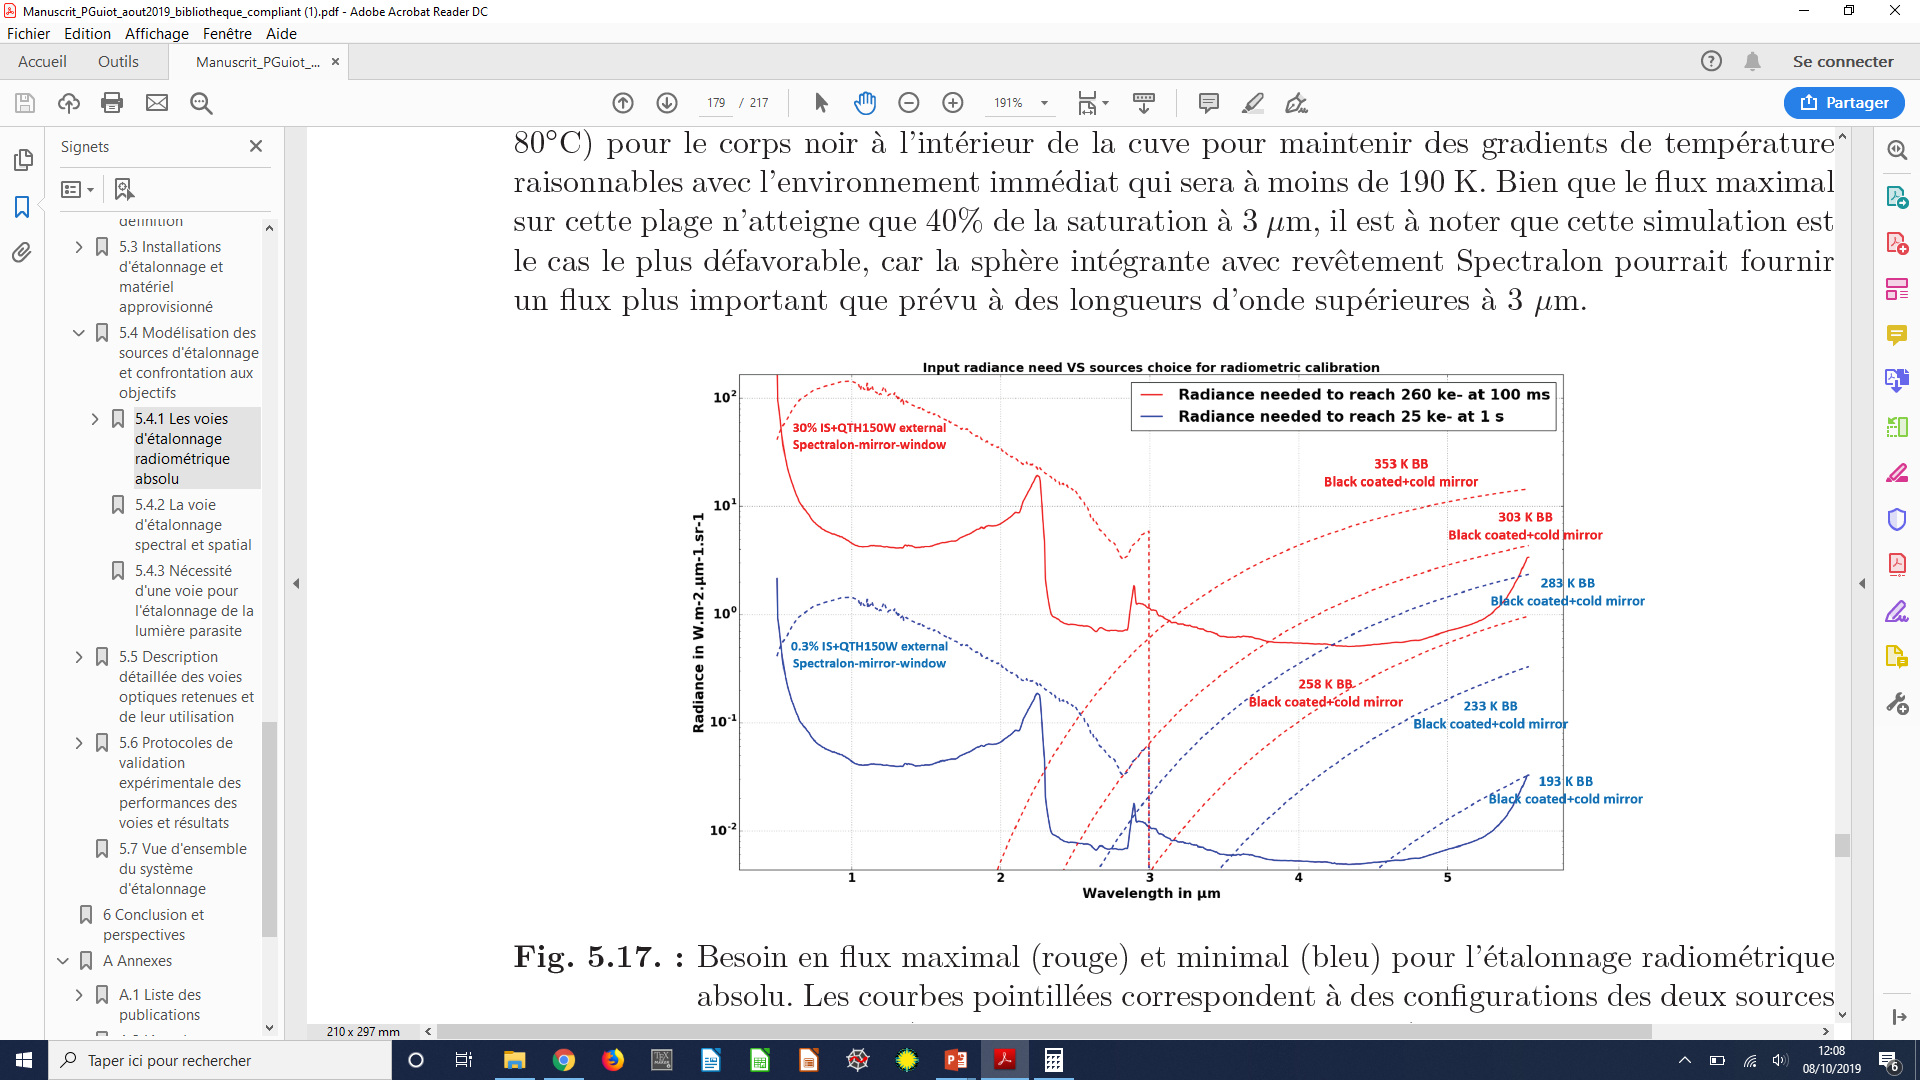 Manuscrit_PGuiot_aout2019_bibliotheque_compliant (1).pdf - Adobe Acrobat Reader DC
Fichier Edition Affichage Fenêtre Aide
Accueil Outils Manuscrit_PGuiot_... × Se connecter
179 / 217 191% Partager
Signets
définition
5.3 Installations
d'étalonnage et
matériel
approvisionné
5.4 Modélisation des
sources d'étalonnage
et confrontation aux
objectifs
5.4.1 Les voies
d'étalonnage
radiométrique
absolu
5.4.2 La voie
d'étalonnage
spectral et spatial
5.4.3 Nécessité
d'une voie pour
l'étalonnage de la
lumière parasite
5.5 Description
détaillée des voies
optiques retenues et
de leur utilisation
5.6 Protocoles de
validation
expérimentale des
performances des
voies et résultats
5.7 Vue d'ensemble
du système
d'étalonnage
6 Conclusion et
perspectives
A Annexes
A.1 Liste des
publications
80°C) pour le corps noir à l'intérieur de la cuve pour maintenir des gradients de température
raisonnables avec l'environnement immédiat qui sera à moins de 190 K. Bien que le flux maximal
sur cette plage n'atteigne que 40% de la saturation à 3 μm, il est à noter que cette simulation est
le cas le plus défavorable, car la sphère intégrante avec revêtement Spectralon pourrait fournir
un flux plus important que prévu à des longueurs d'onde supérieures à 3 μm.
Input radiance need VS sources choice for radiometric calibration
Radiance needed to reach 260 ke- at 100 ms
Radiance needed to reach 25 ke- at 1 s
Radiance in W.m-2.μm-1.sr-1
10²
10¹
10⁰
10⁻¹
10⁻²
30% IS+QTH150W external
Spectralon-mirror-window
353 K BB
Black coated+cold mirror
303 K BB
Black coated+cold mirror
283 K BB
Black coated+cold mirror
0.3% IS+QTH150W external
Spectralon-mirror-window
258 K BB
Black coated+cold mirror
233 K BB
Black coated+cold mirror
193 K BB
Black coated+cold mirror
1 2 3 4 5
Wavelength in μm
Fig. 5.17. : Besoin en flux maximal (rouge) et minimal (bleu) pour l'étalonnage radiométrique
absolu. Les courbes pointillées correspondent à des configurations des deux sources
210 x 297 mm
Taper ici pour rechercher
12:08
08/10/2019
6